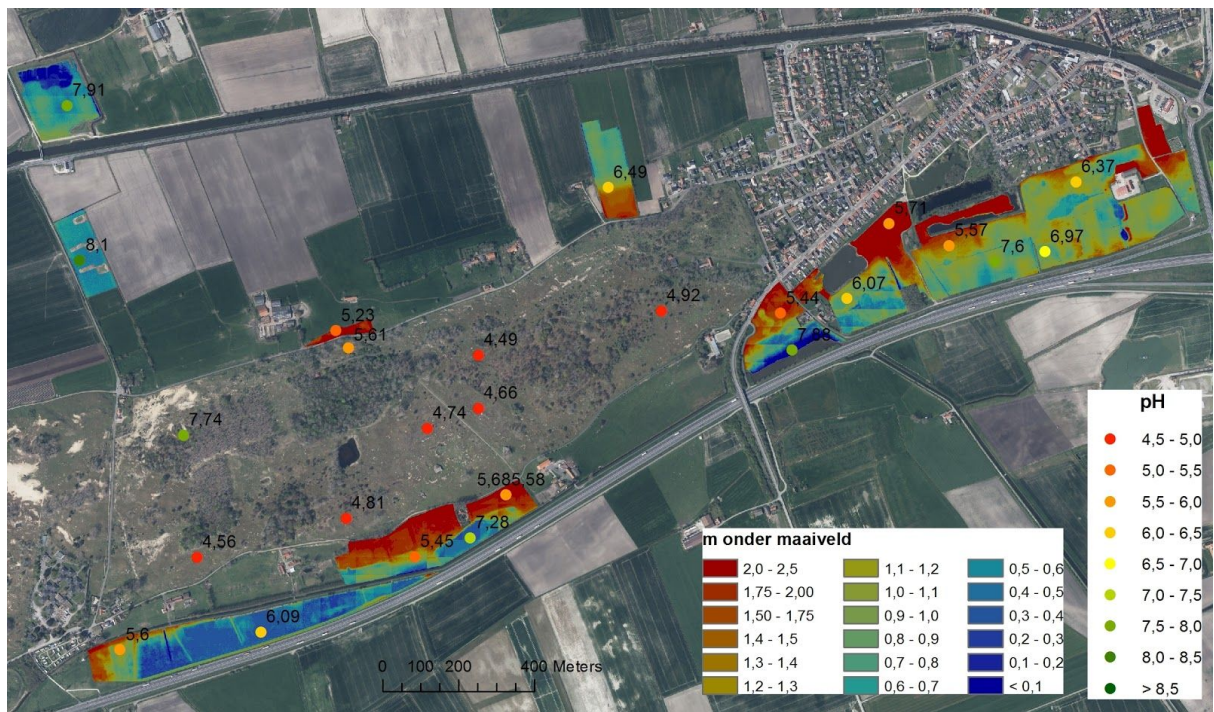 7,91
6,49
6,37
8,1
5,71
5,57
7,6
6,97
6,07
4,92
5,44
5,23
5,61
4,49
7,88
4,66
4,74
7,74
4,81
5,685,58
7,28
4,56
5,45
6,09
5,6
0 100 200 400 Meters
m onder maaiveld
2,0 - 2,5 1,1 - 1,2 0,5 - 0,6
1,75 - 2,00 1,0 - 1,1 0,4 - 0,5
1,50 - 1,75 0,9 - 1,0 0,3 - 0,4
1,4 - 1,5 0,8 - 0,9 0,2 - 0,3
1,3 - 1,4 0,7 - 0,8 0,1 - 0,2
1,2 - 1,3 0,6 - 0,7 < 0,1
pH
4,5 - 5,0
5,0 - 5,5
5,5 - 6,0
6,0 - 6,5
6,5 - 7,0
7,0 - 7,5
7,5 - 8,0
8,0 - 8,5
> 8,5